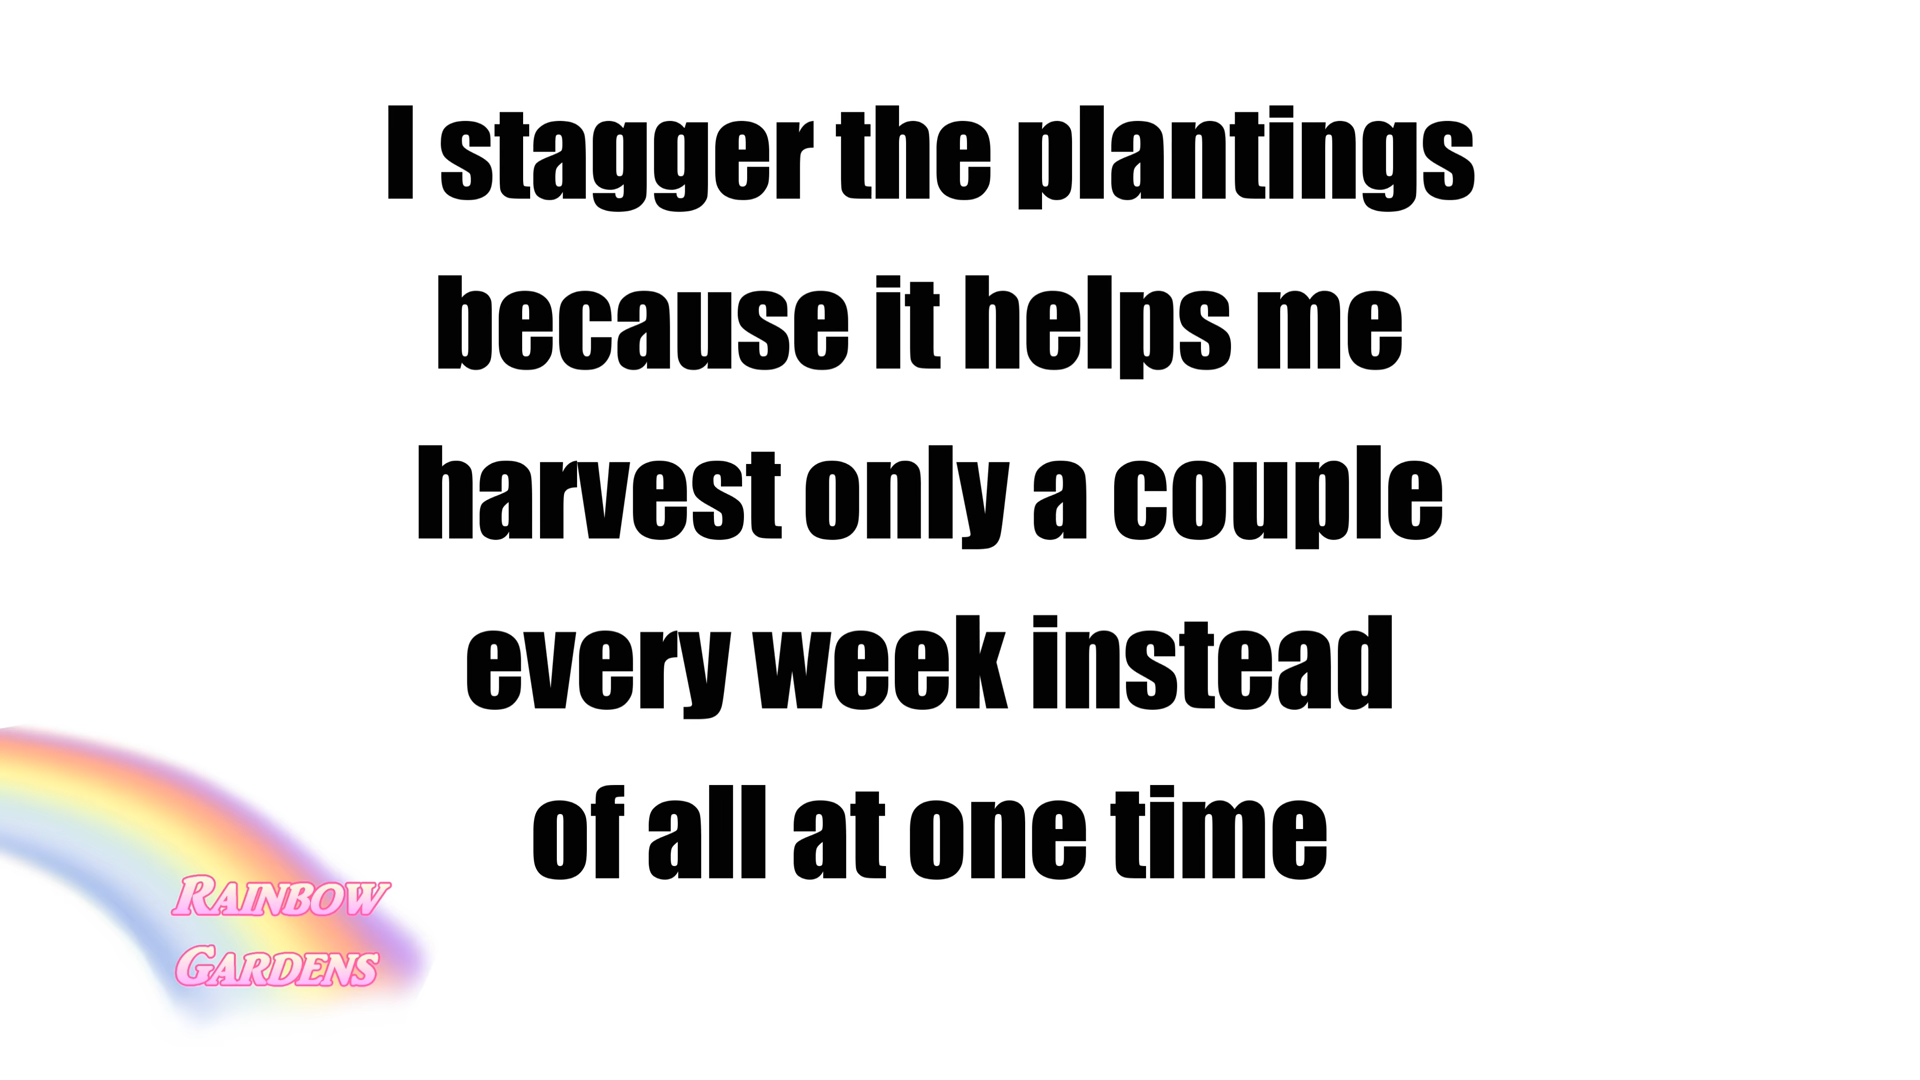 I stagger the plantings
because it helps me
harvest only a couple
every week instead
of all at one time
Rainbow
Gardens